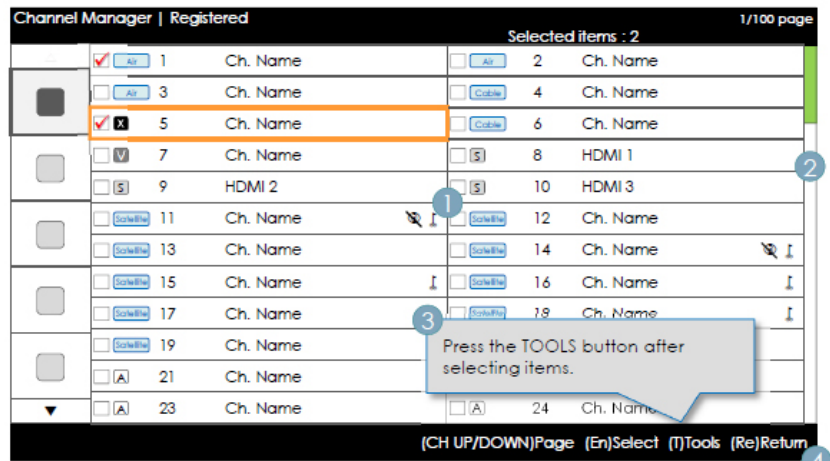 Channel Manager | Registered
1/100 page
Selected items : 2
Air 1 Ch. Name
Air 2 Ch. Name
Air 3 Ch. Name
Cable 4 Ch. Name
X 5 Ch. Name
Cable 6 Ch. Name
V 7 Ch. Name
S 8 HDMI 1
2
S 9 HDMI 2
S 10 HDMI 3
1
Satellite 11 Ch. Name
Satellite 12 Ch. Name
Satellite 13 Ch. Name
Satellite 14 Ch. Name
Satellite 15 Ch. Name
Satellite 16 Ch. Name
Satellite 17 Ch. Name
Satellite 18 Ch. Name
3
Satellite 19 Ch. Name
Press the TOOLS button after
selecting items.
A 21 Ch. Name
A 23 Ch. Name
A 24 Ch. Name
(CH UP/DOWN)Page (En)Select (T)Tools (Re)Return
4